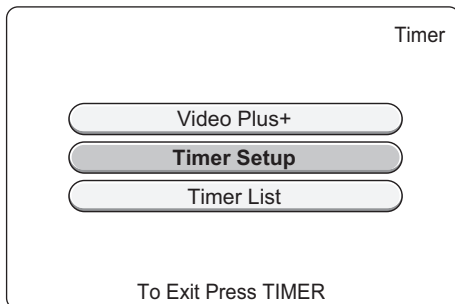 Timer
Video Plus+
Timer Setup
Timer List
To Exit Press TIMER